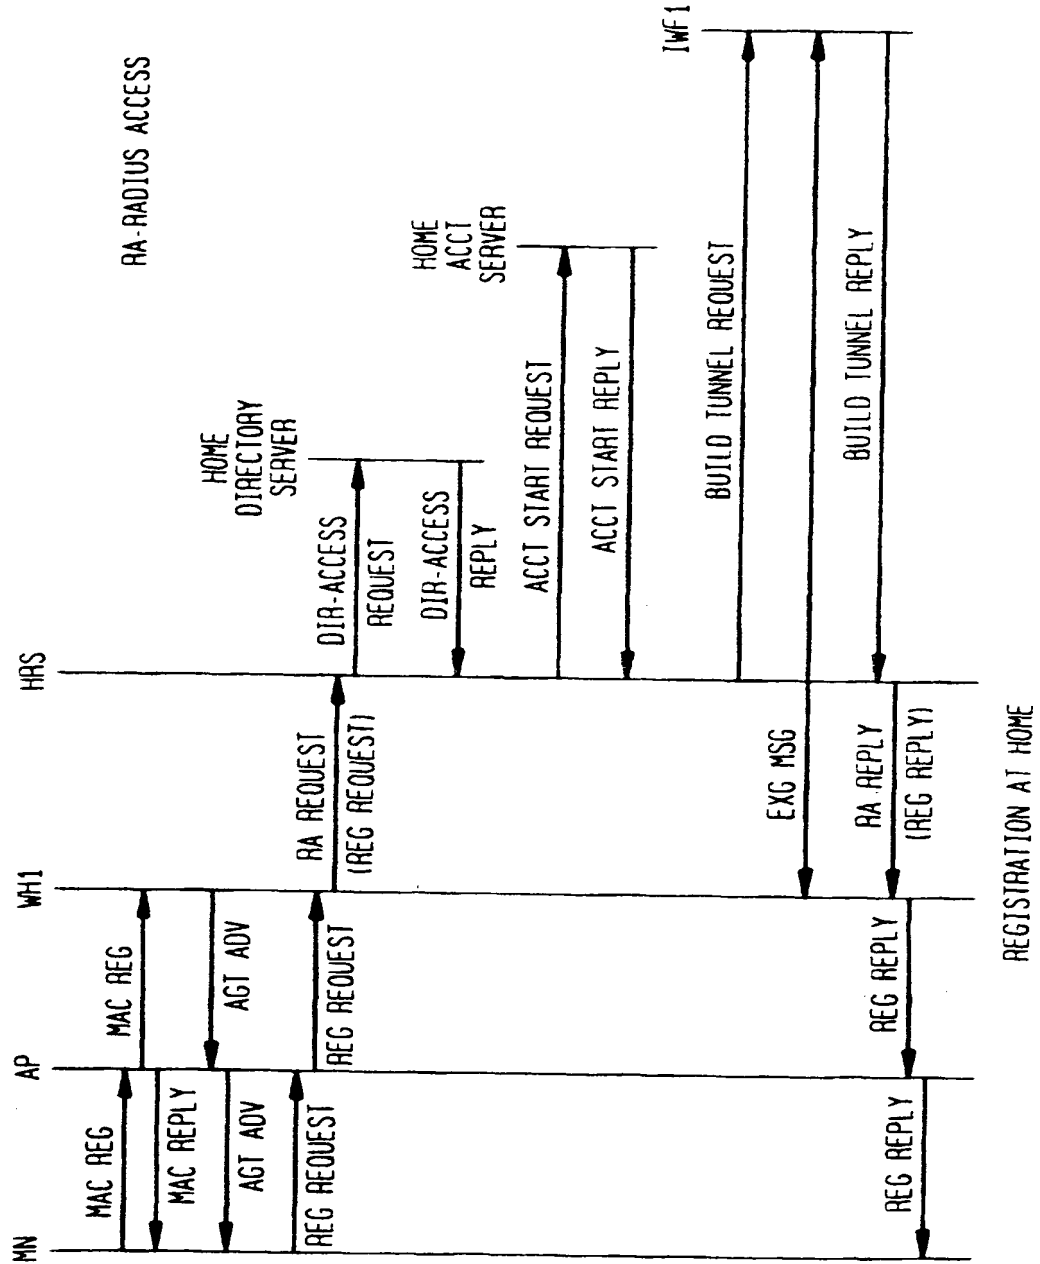 MN
AP
WH1
HRS
HOME
DIRECTORY
SERVER
HOME
ACCT
SERVER
IWF1
RA-RADIUS ACCESS
MAC REG
MAC REG
MAC REPLY
AGT ADV
AGT ADV
REG REQUEST
REG REQUEST
RA REQUEST
(REG REQUEST)
DIR-ACCESS
REQUEST
DIR-ACCESS
REPLY
ACCT START REQUEST
ACCT START REPLY
BUILD TUNNEL REQUEST
EXG MSG
BUILD TUNNEL REPLY
RA REPLY
(REG REPLY)
REG REPLY
REG REPLY
REGISTRATION AT HOME